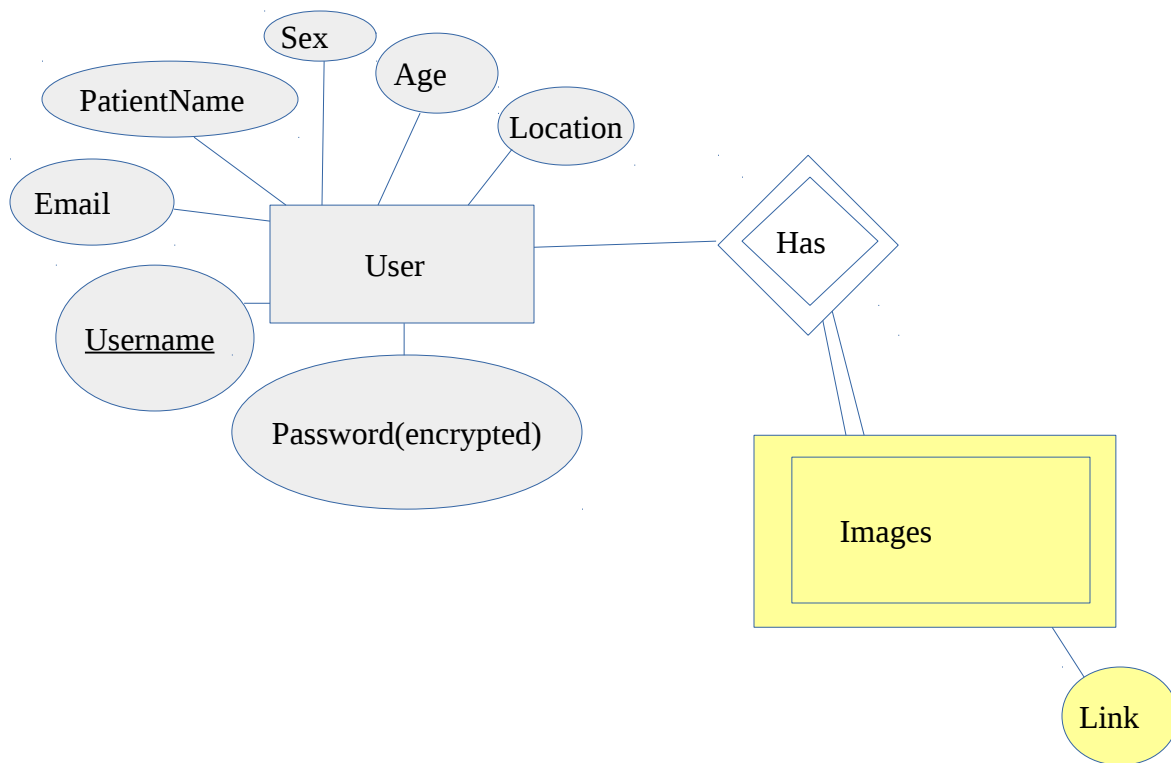 Sex
Age
PatientName
Location
Email
Has
User
Username
Password(encrypted)
Images
Link